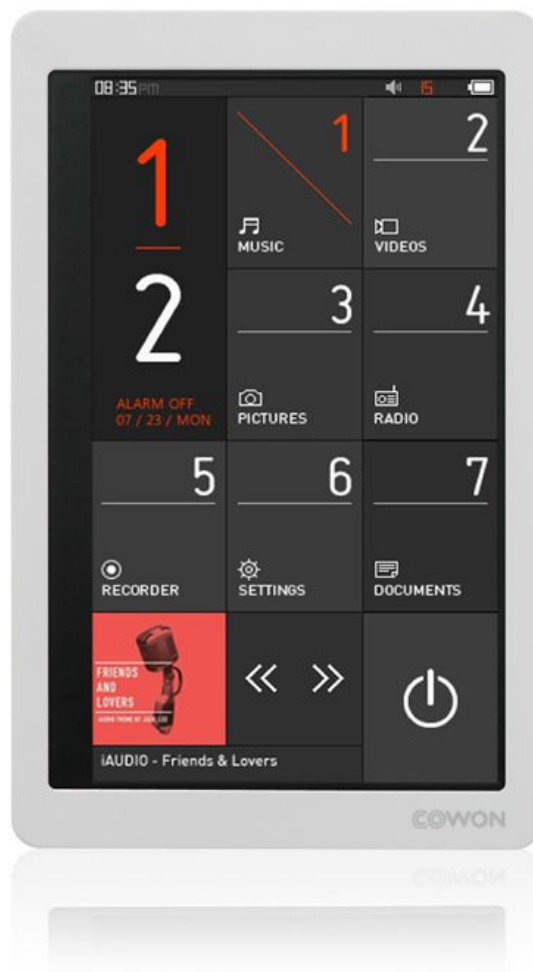 08:35 PM 15
1
2
ALARM OFF
07 / 23 / MON
1
MUSIC
2
VIDEOS
3
PICTURES
4
RADIO
5
RECORDER
6
SETTINGS
7
DOCUMENTS
FRIENDS
AND
LOVERS
iAUDIO - Friends & Lovers
COWON